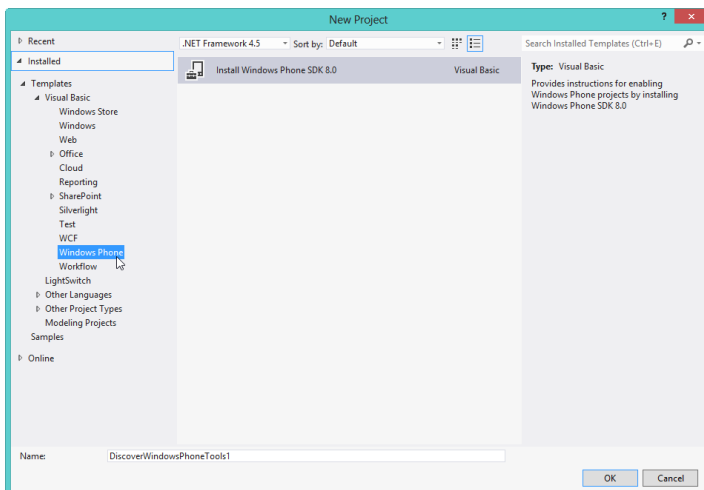 New Project
?
Recent
.NET Framework 4.5
Sort by: Default
Search Installed Templates (Ctrl+E)
Installed
Install Windows Phone SDK 8.0
Visual Basic
Type: Visual Basic
Provides instructions for enabling
Windows Phone projects by installing
Windows Phone SDK 8.0
Templates
Visual Basic
Windows Store
Windows
Web
Office
Cloud
Reporting
SharePoint
Silverlight
Test
WCF
Windows Phone
Workflow
LightSwitch
Other Languages
Other Project Types
Modeling Projects
Samples
Online
Name:
DiscoverWindowsPhoneTools1
OK
Cancel